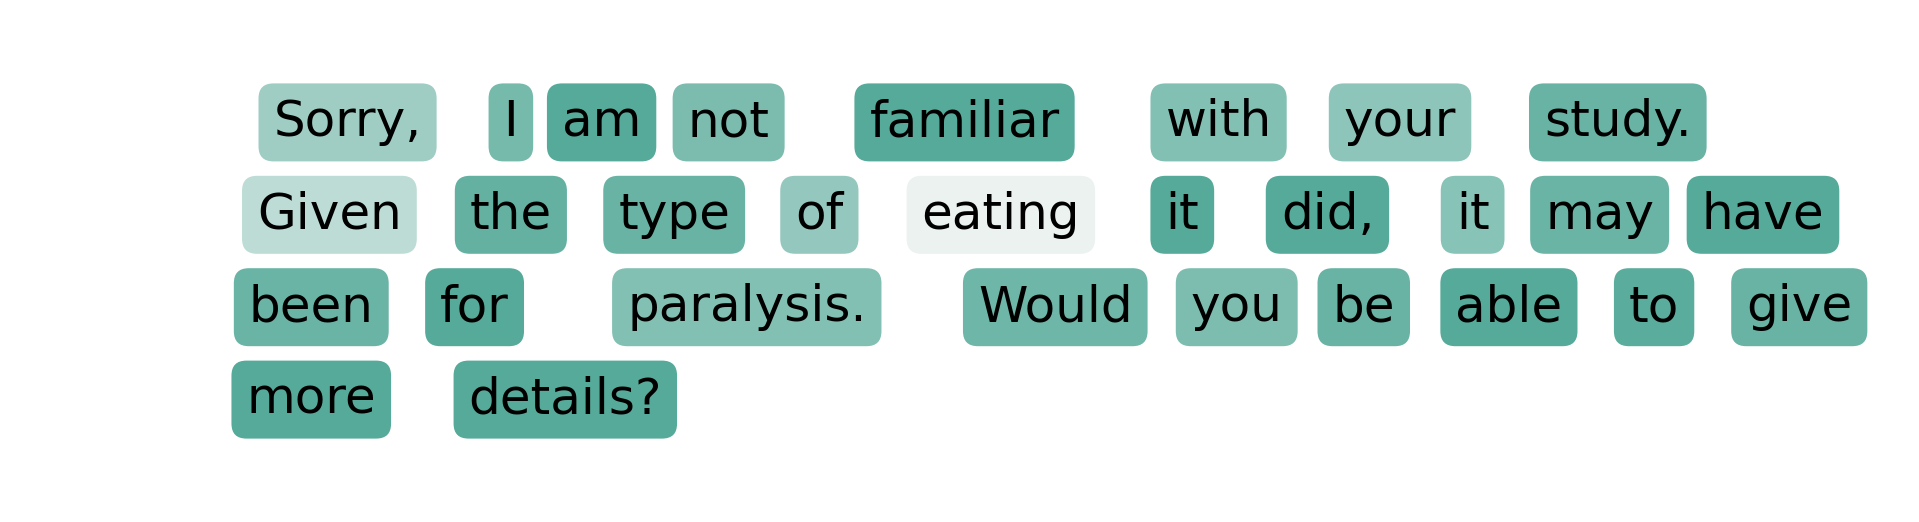 Sorry, I am not familiar with your study.
Given the type of eating it did, it may have
been for paralysis. Would you be able to give
more details?